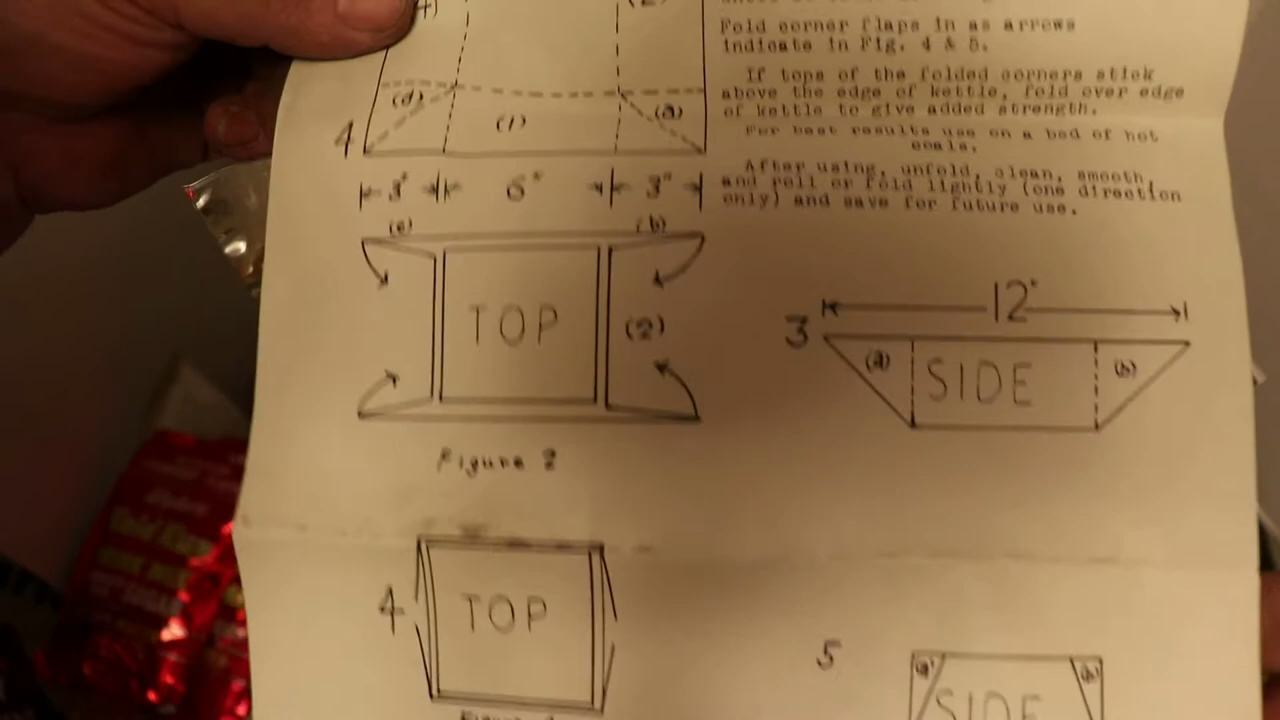 Fold corner flaps in as arrows
indicate in Fig. 4 & 5.
If tops of the folded corners stick
above the edge of kettle, fold over edge
of kettle to give added strength.
For best results use on a bed of hot
coals.
After using, unfold, clean, smooth,
and roll or fold lightly (one direction
only) and save for future use.
(d)
(1)
(a)
4
3" 6" 3"
(c) (b)
TOP
(2)
Figure 2
3
12"
(a) SIDE (b)
4
TOP
5
(a) (b)
SIDE